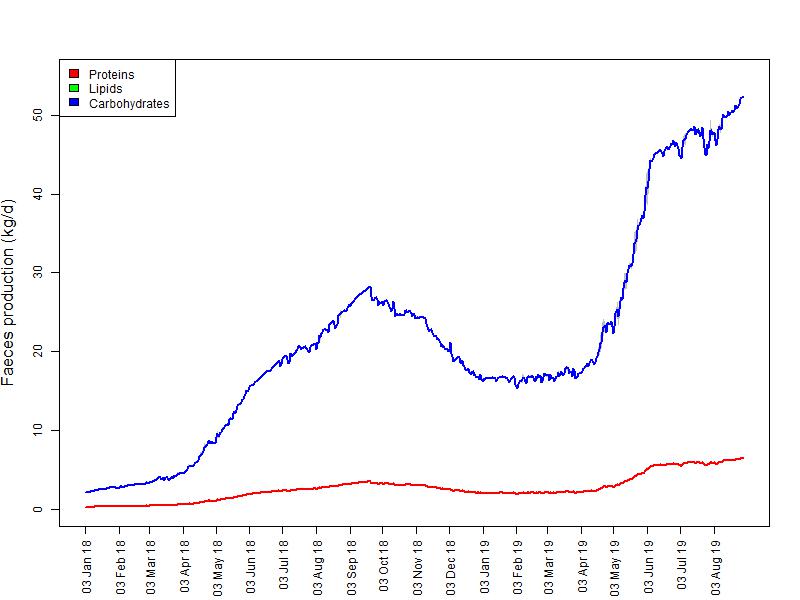 Proteins
Lipids
Carbohydrates
Faeces production (kg/d)
50
40
30
20
10
0
03 Jan 18
03 Feb 18
03 Mar 18
03 Apr 18
03 May 18
03 Jun 18
03 Jul 18
03 Aug 18
03 Sep 18
03 Oct 18
03 Nov 18
03 Dec 18
03 Jan 19
03 Feb 19
03 Mar 19
03 Apr 19
03 May 19
03 Jun 19
03 Jul 19
03 Aug 19